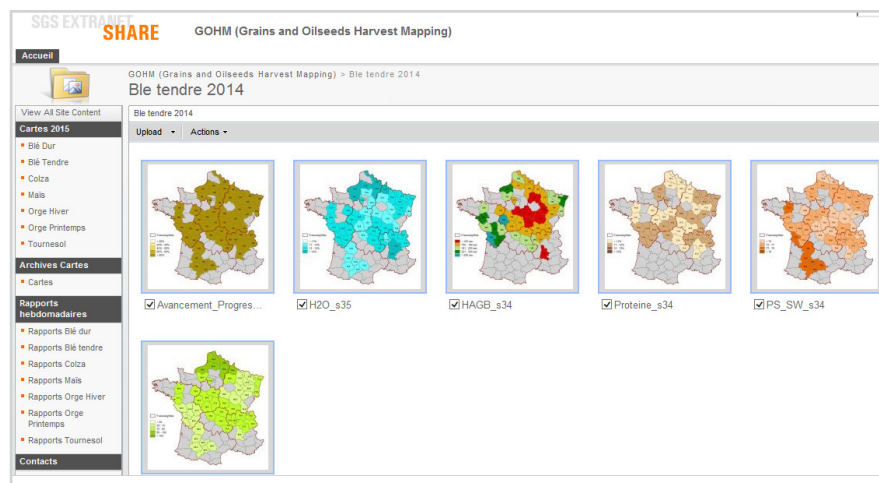 SGS EXTRANET
SHARE
GOHM (Grains and Oilseeds Harvest Mapping)
Accueil
GOHM (Grains and Oilseeds Harvest Mapping) > Ble tendre 2014
Ble tendre 2014
View All Site Content
Ble tendre 2014
Cartes 2015
Upload
Actions
Blé Dur
Blé Tendre
Colza
Maïs
Orge Hiver
Orge Printemps
Tournesol
Archives Cartes
Cartes
Avancement_Progres...
H2O_s35
HAGB_s34
Proteine_s34
PS_SW_s34
Rapports
hebdomadaires
Rapports Blé dur
Rapports Blé tendre
Rapports Colza
Rapports Maïs
Rapports Orge Hiver
Rapports Orge
Printemps
Rapports Tournesol
Contacts